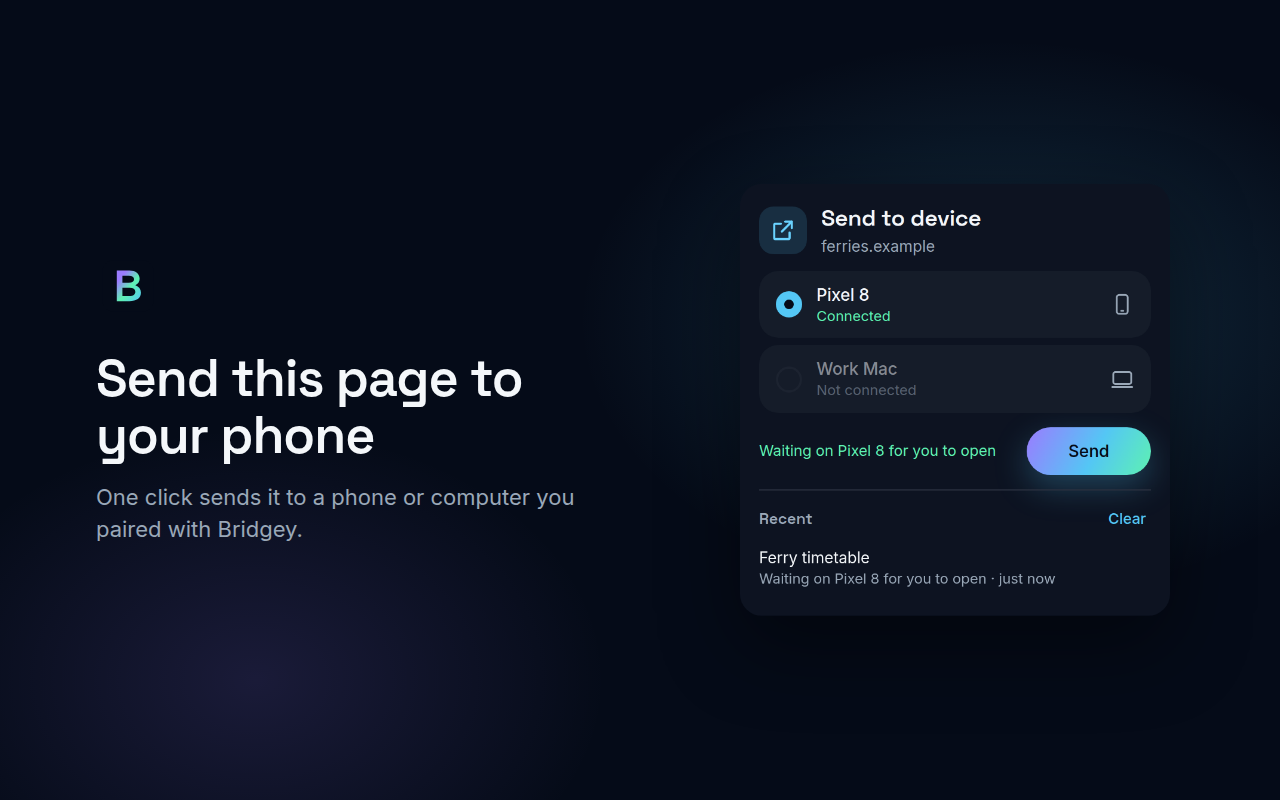 B
Send this page to
your phone
One click sends it to a phone or computer you
paired with Bridgey.
Send to device
ferries.example
Pixel 8
Connected
Work Mac
Not connected
Waiting on Pixel 8 for you to open
Send
Recent
Clear
Ferry timetable
Waiting on Pixel 8 for you to open · just now